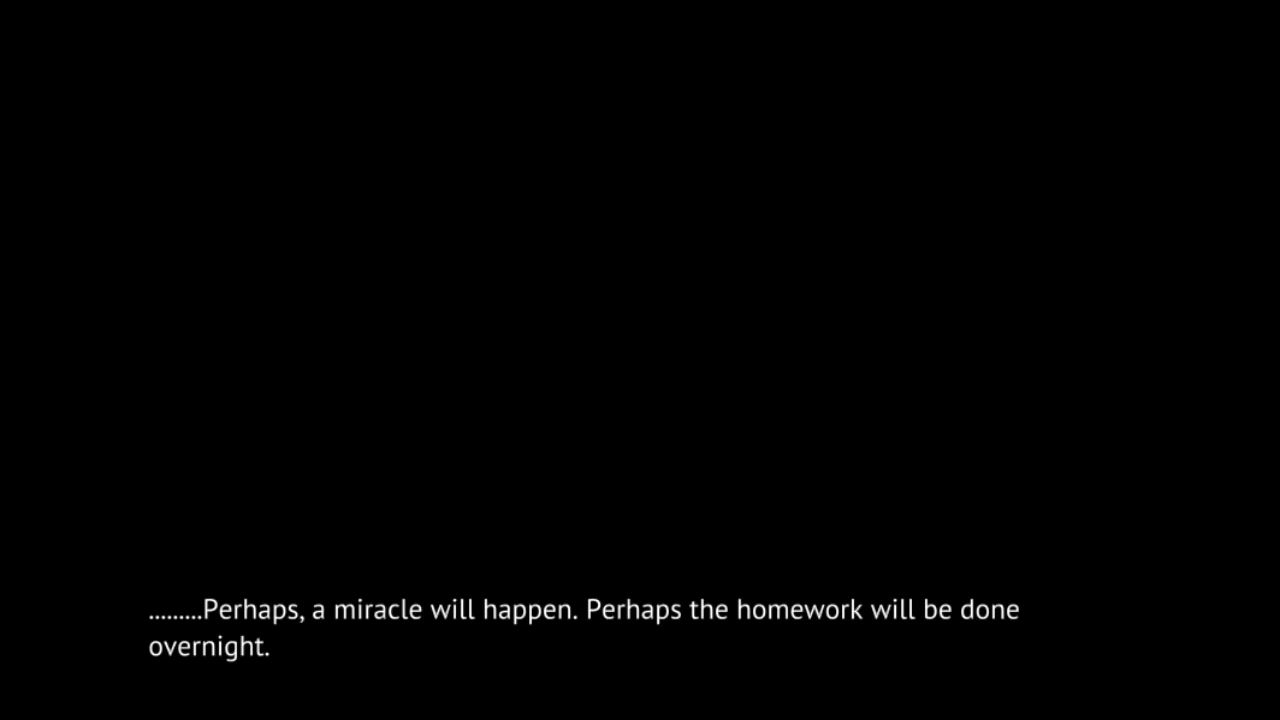 .........Perhaps, a miracle will happen. Perhaps the homework will be done
overnight.